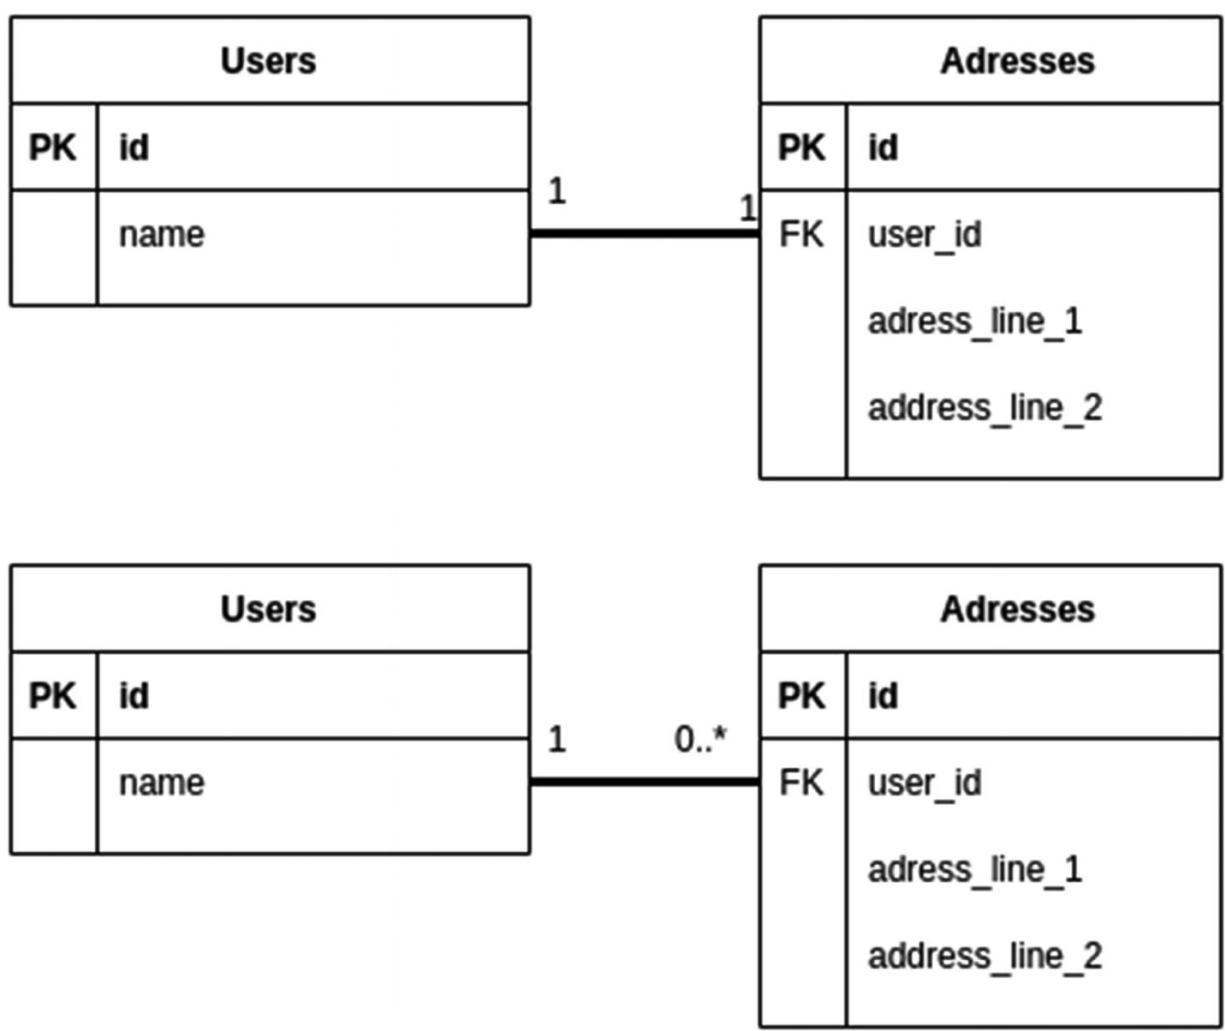 Users
PK id
name
1
1
Adresses
PK id
FK user_id
adress_line_1
address_line_2
Users
PK id
name
1
0..*
Adresses
PK id
FK user_id
adress_line_1
address_line_2